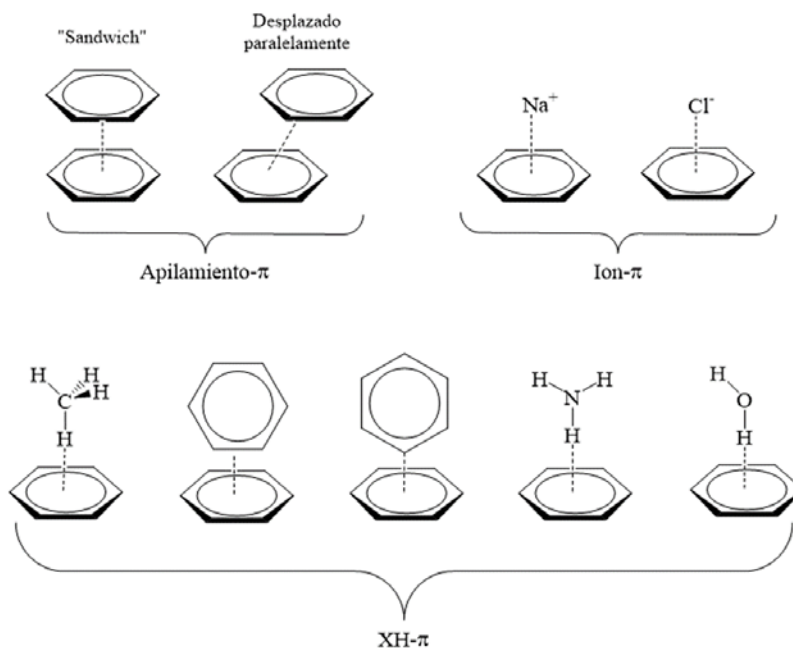 "Sandwich"
Desplazado
paralelamente
Na⁺
Cl⁻
Apilamiento-π
Ion-π
H H H C H
H N H H
H O H
XH-π